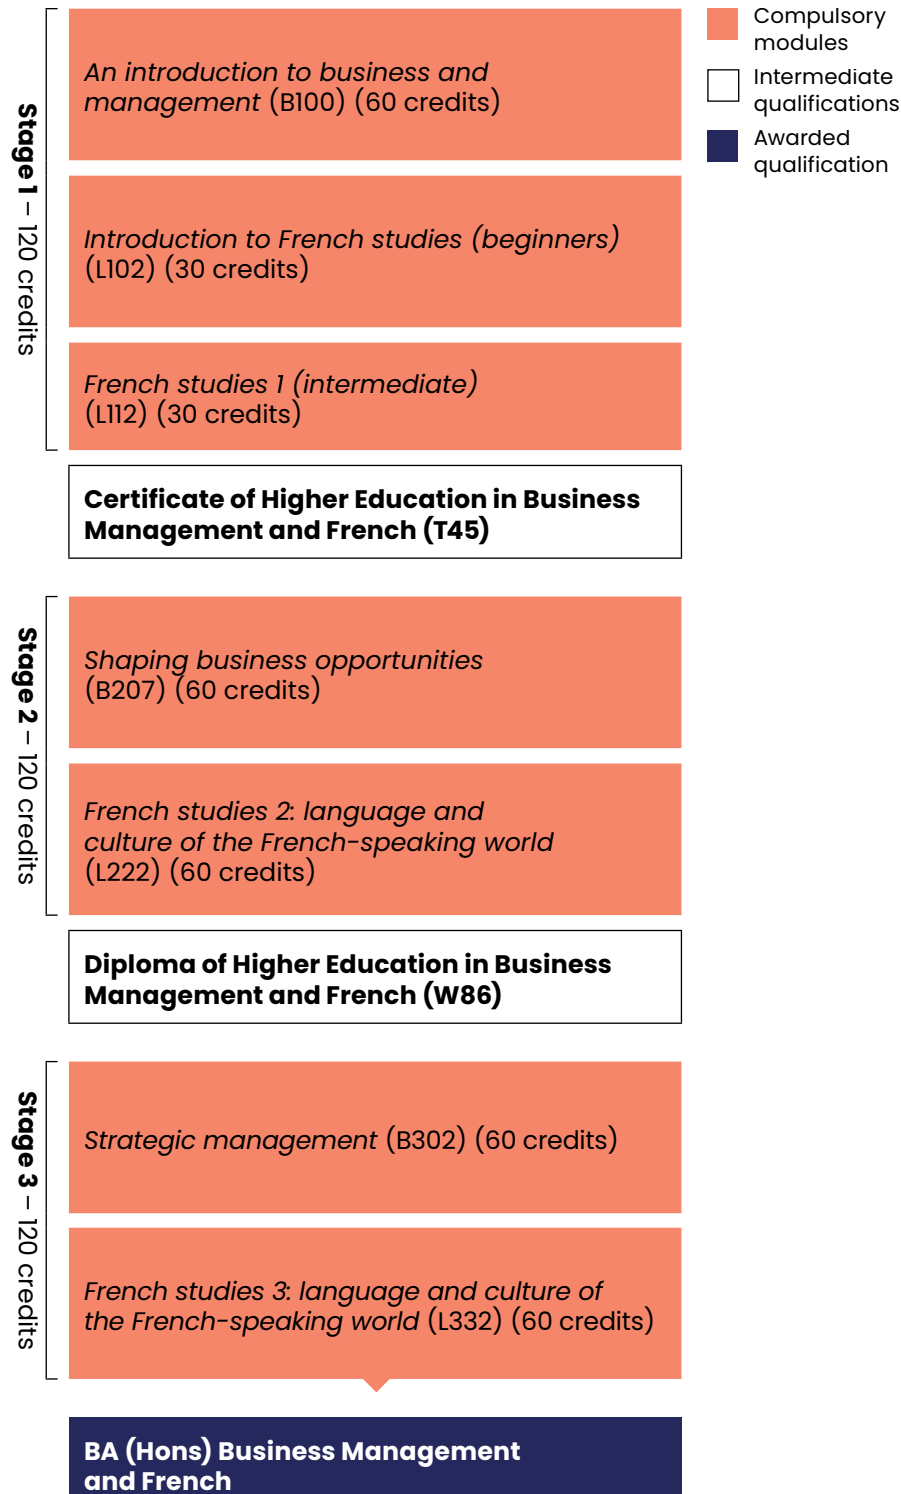 Compulsory
modules
Intermediate
qualifications
Awarded
qualification
Stage 1 – 120 credits
An introduction to business and
management (B100) (60 credits)
Introduction to French studies (beginners)
(L102) (30 credits)
French studies 1 (intermediate)
(L112) (30 credits)
Certificate of Higher Education in Business
Management and French (T45)
Stage 2 – 120 credits
Shaping business opportunities
(B207) (60 credits)
French studies 2: language and
culture of the French-speaking world
(L222) (60 credits)
Diploma of Higher Education in Business
Management and French (W86)
Stage 3 – 120 credits
Strategic management (B302) (60 credits)
French studies 3: language and culture of
the French-speaking world (L332) (60 credits)
BA (Hons) Business Management
and French